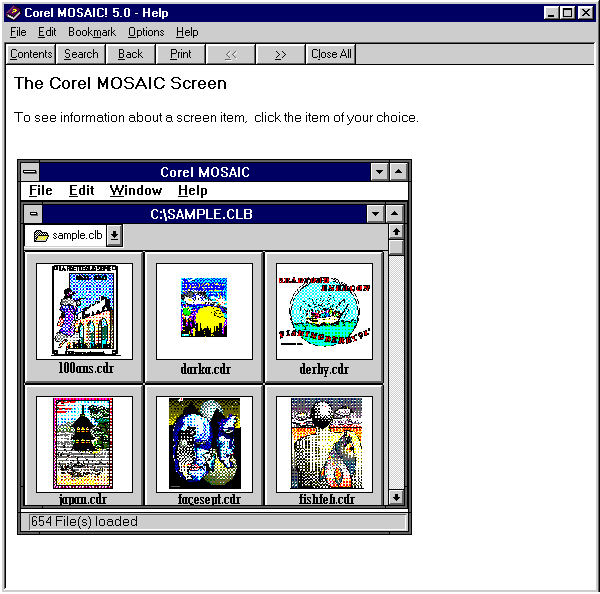 Corel MOSAIC! 5.0 - Help
File Edit Bookmark Options Help
Contents Search Back Print << >> Close All
The Corel MOSAIC Screen
To see information about a screen item, click the item of your choice.
Corel MOSAIC
File Edit Window Help
C:\SAMPLE.CLB
sample.clb
100ans.cdr darka.cdr derby.cdr
japan.cdr facesept.cdr fishfeb.cdr
654 File(s) loaded